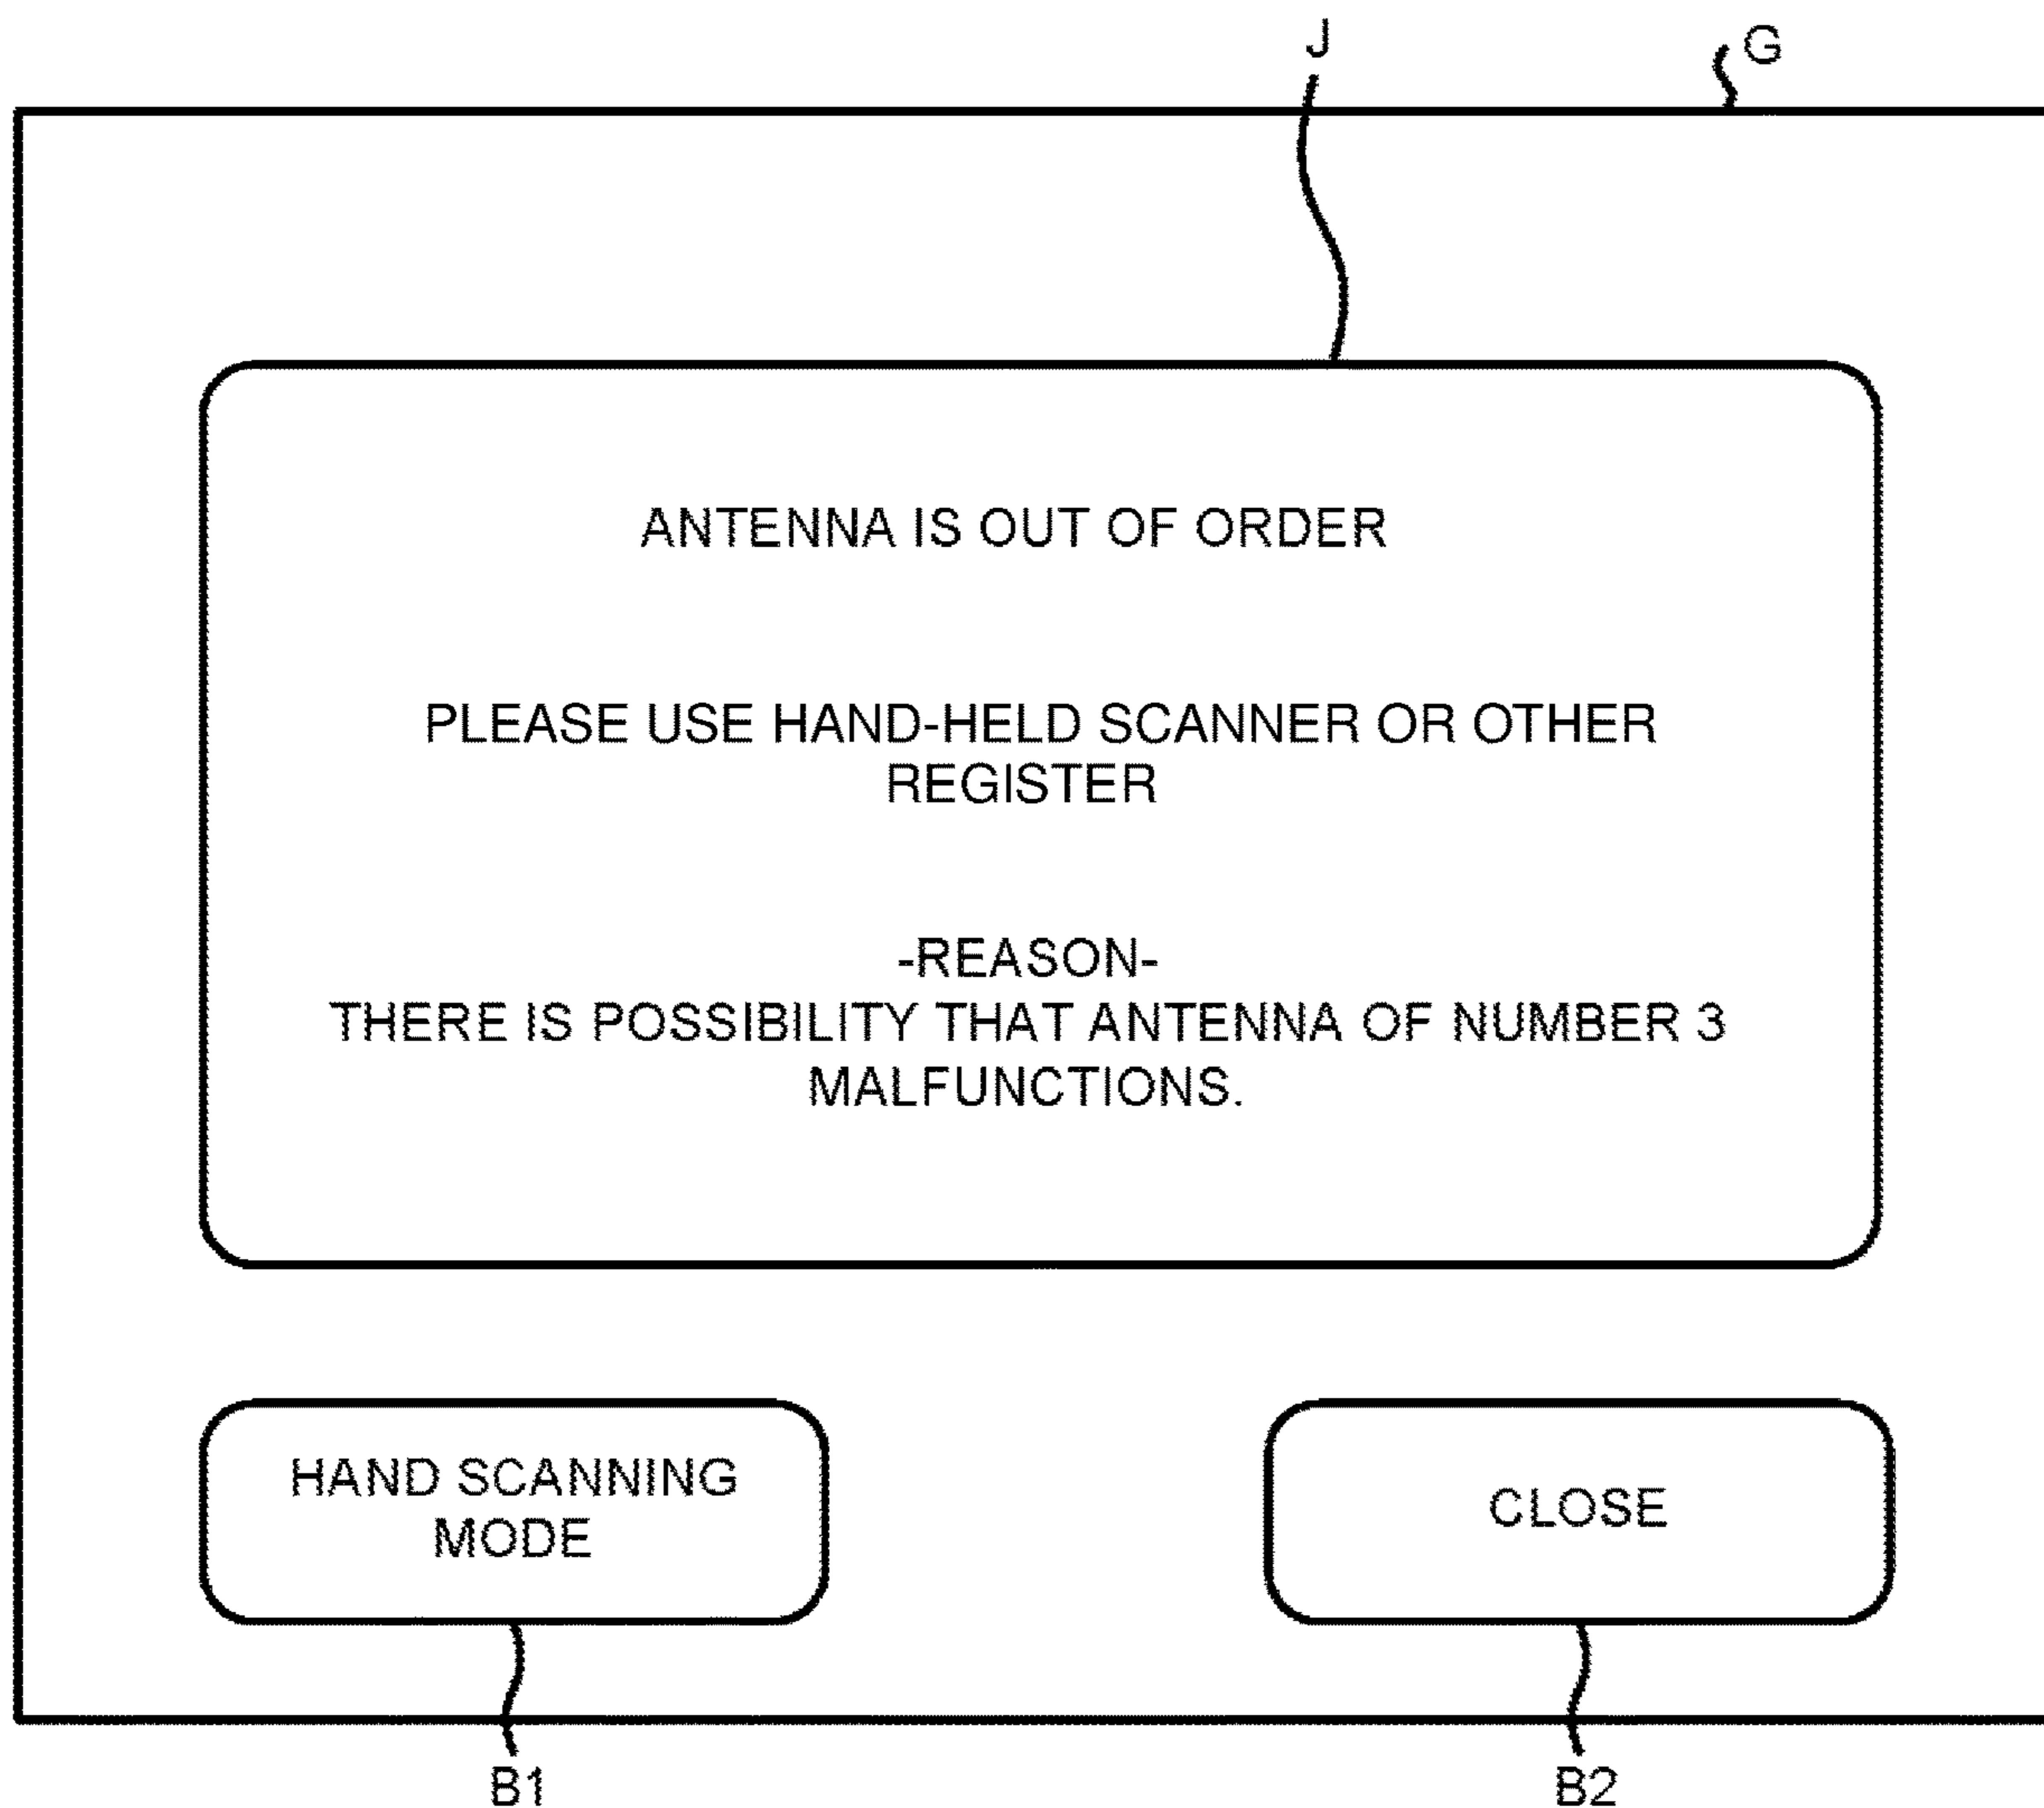 J
G
ANTENNA IS OUT OF ORDER
PLEASE USE HAND-HELD SCANNER OR OTHER
REGISTER
-REASON-
THERE IS POSSIBILITY THAT ANTENNA OF NUMBER 3
MALFUNCTIONS.
HAND SCANNING
MODE
CLOSE
B1
B2